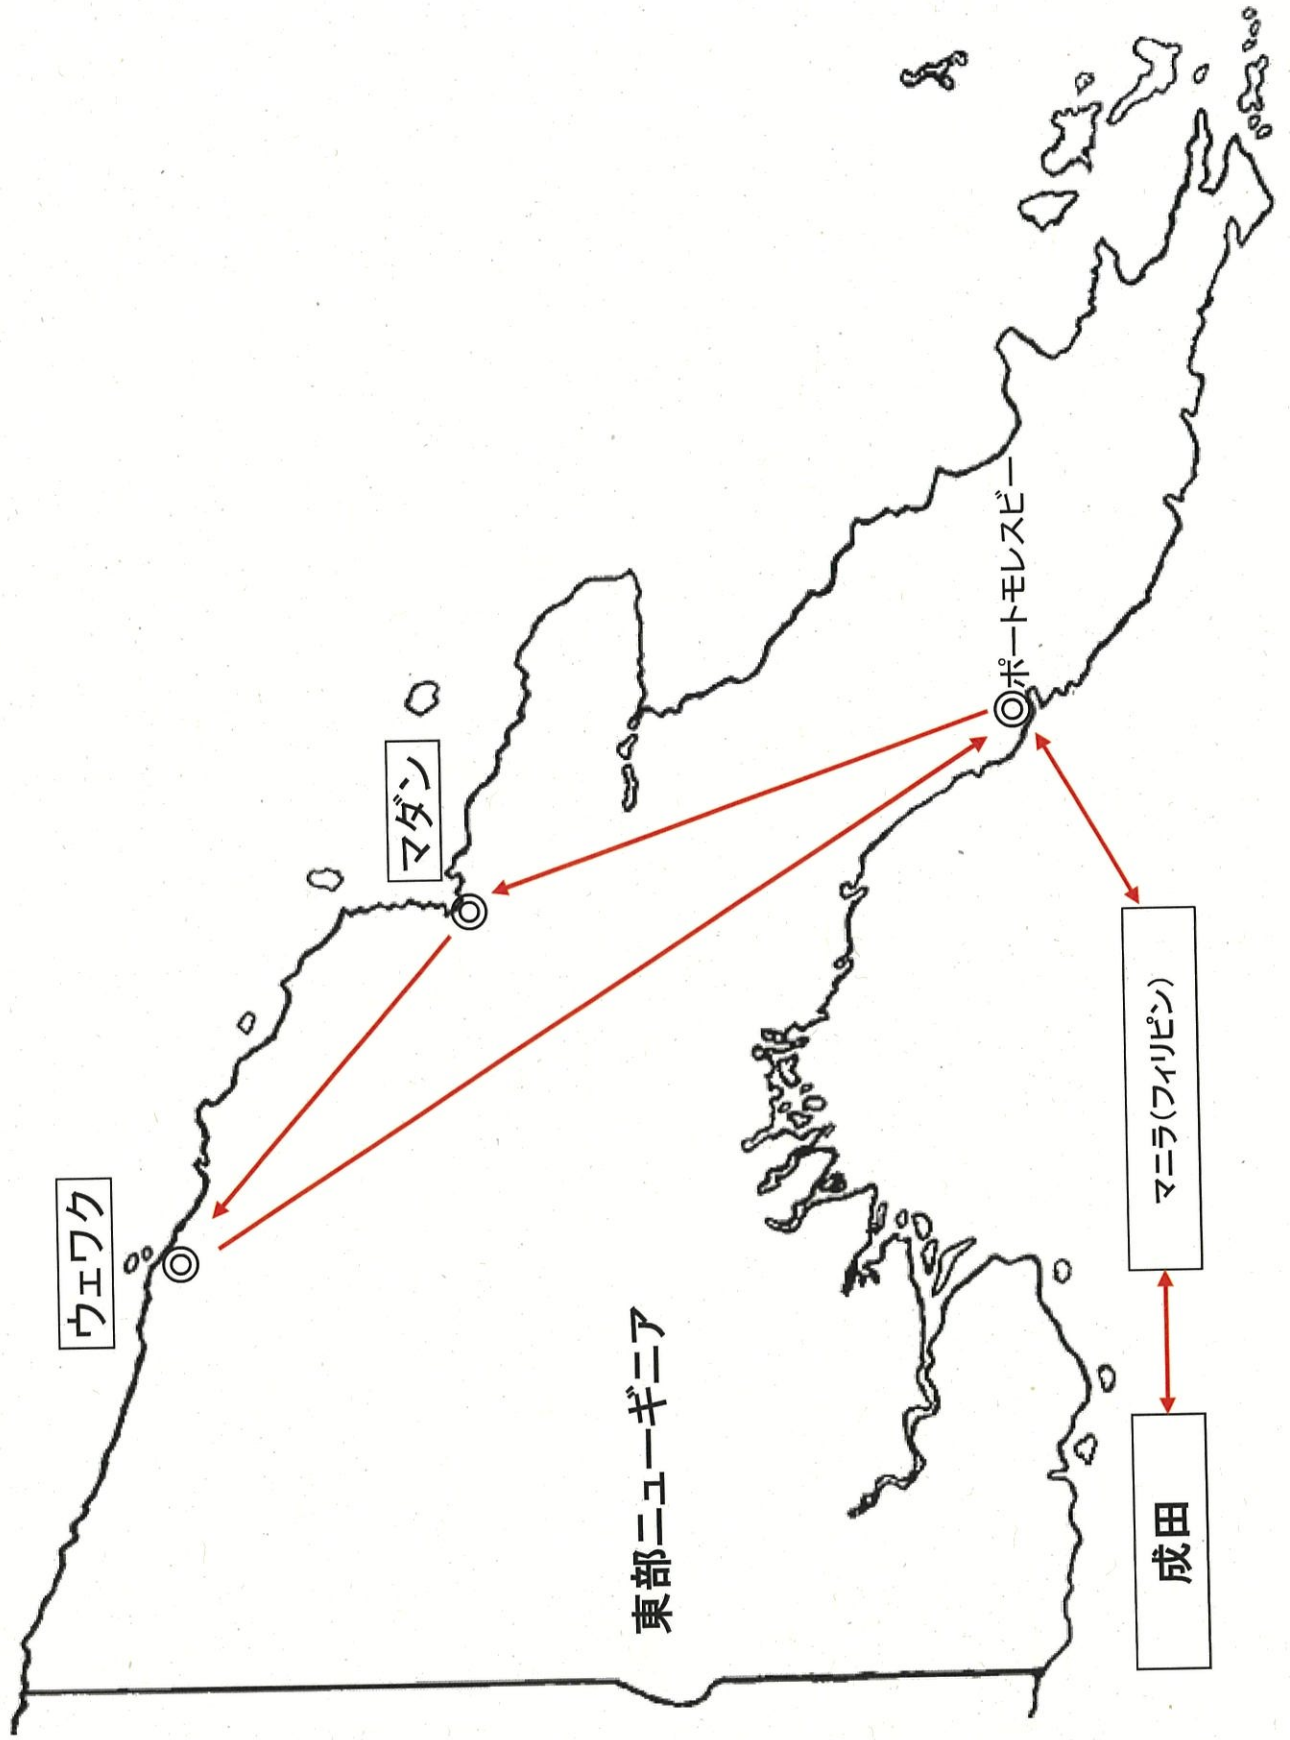 ウェワク
マダン
ポートモレスビー
東部ニューギニア
成田
マニラ(フィリピン)